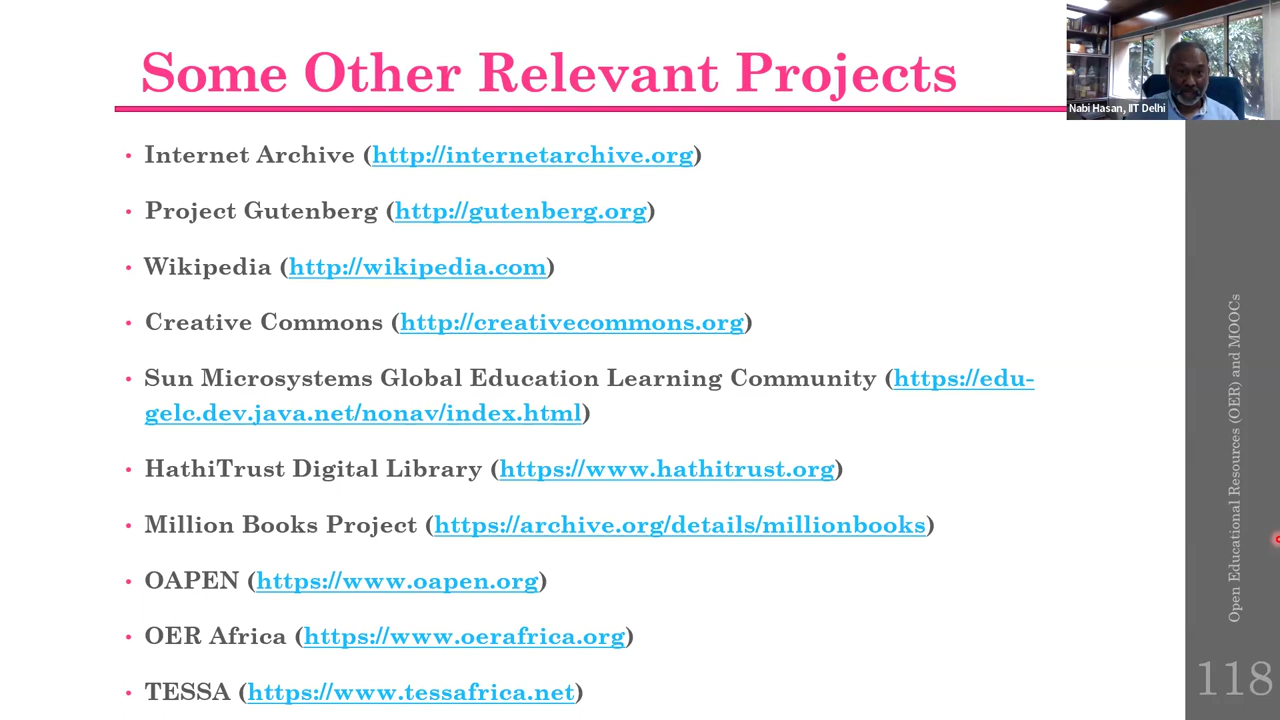 Some Other Relevant Projects
Nabi Hasan, IIT Delhi
• Internet Archive (http://internetarchive.org)
• Project Gutenberg (http://gutenberg.org)
• Wikipedia (http://wikipedia.com)
• Creative Commons (http://creativecommons.org)
• Sun Microsystems Global Education Learning Community (https://edu-
gelc.dev.java.net/nonav/index.html)
• HathiTrust Digital Library (https://www.hathitrust.org)
• Million Books Project (https://archive.org/details/millionbooks)
• OAPEN (https://www.oapen.org)
• OER Africa (https://www.oerafrica.org)
• TESSA (https://www.tessafrica.net)
Open Educational Resources (OER) and MOOCs
118